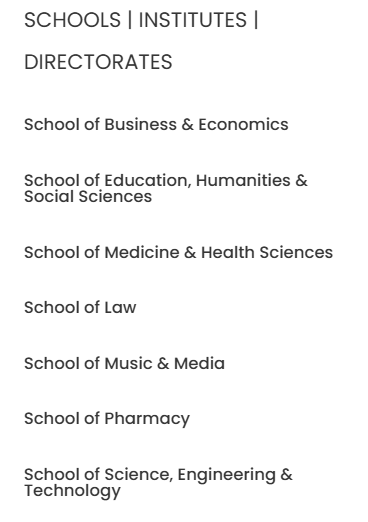 SCHOOLS | INSTITUTES |
DIRECTORATES
School of Business & Economics
School of Education, Humanities &
Social Sciences
School of Medicine & Health Sciences
School of Law
School of Music & Media
School of Pharmacy
School of Science, Engineering &
Technology